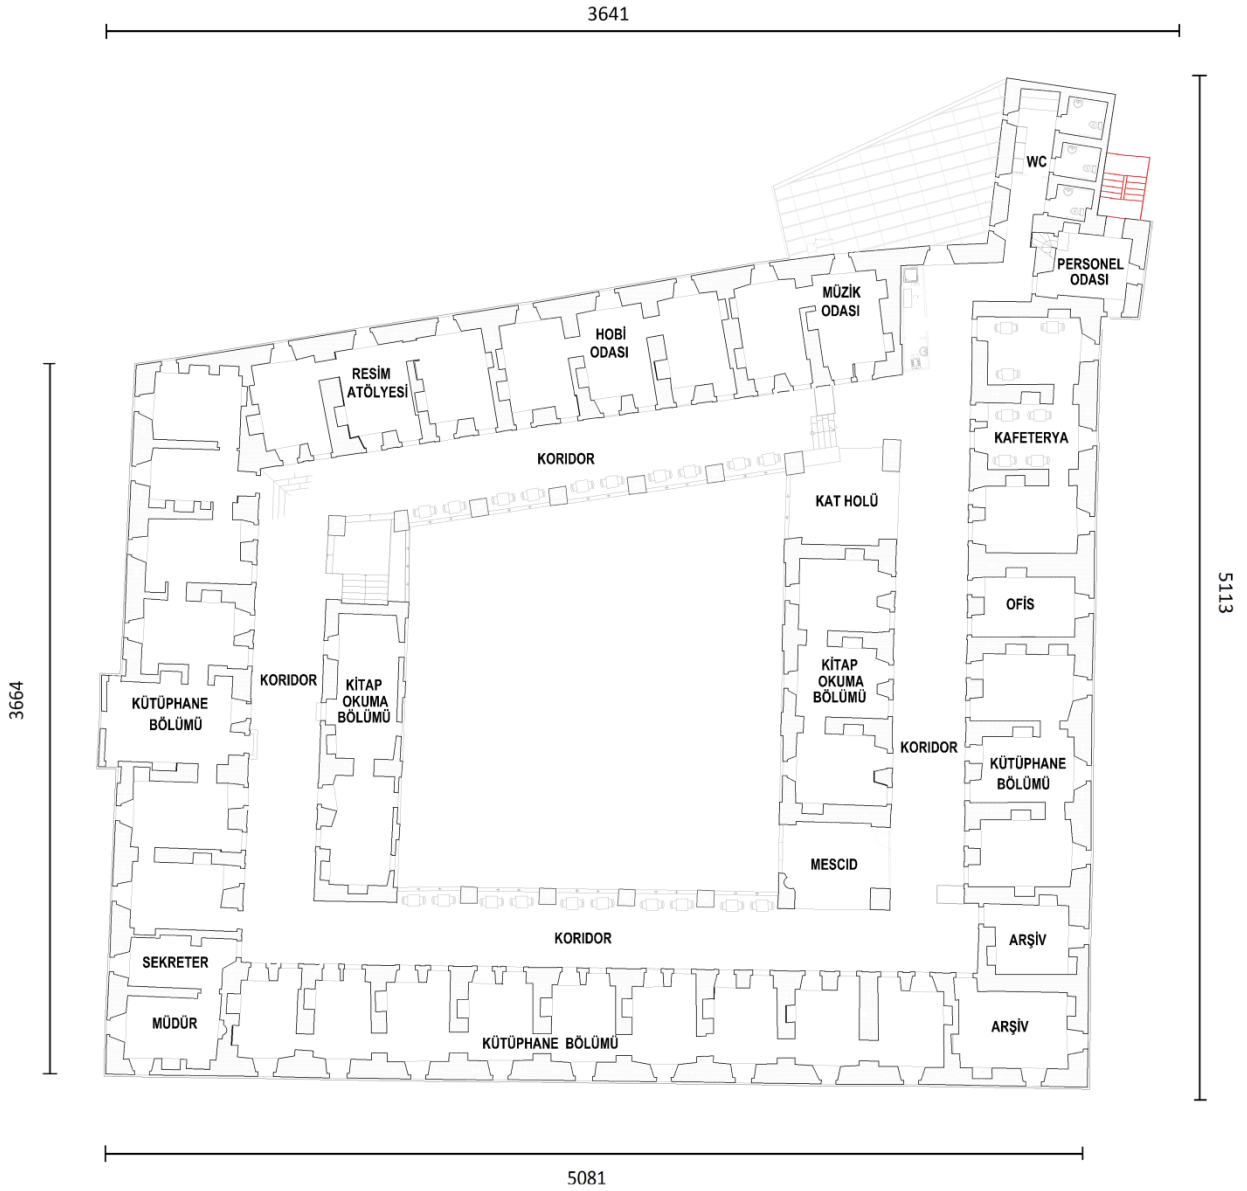 3641
WC
PERSONEL
ODASI
MÜZİK
ODASI
HOBİ
ODASI
RESİM
ATÖLYESİ
KAFETERYA
KORIDOR
KAT HOLÜ
OFİS
5113
3664
KORIDOR
KİTAP
OKUMA
BÖLÜMÜ
KİTAP
OKUMA
BÖLÜMÜ
KÜTÜPHANE
BÖLÜMÜ
KORIDOR
KÜTÜPHANE
BÖLÜMÜ
MESCID
KORIDOR
ARŞİV
SEKRETER
MÜDÜR
KÜTÜPHANE BÖLÜMÜ
ARŞİV
5081